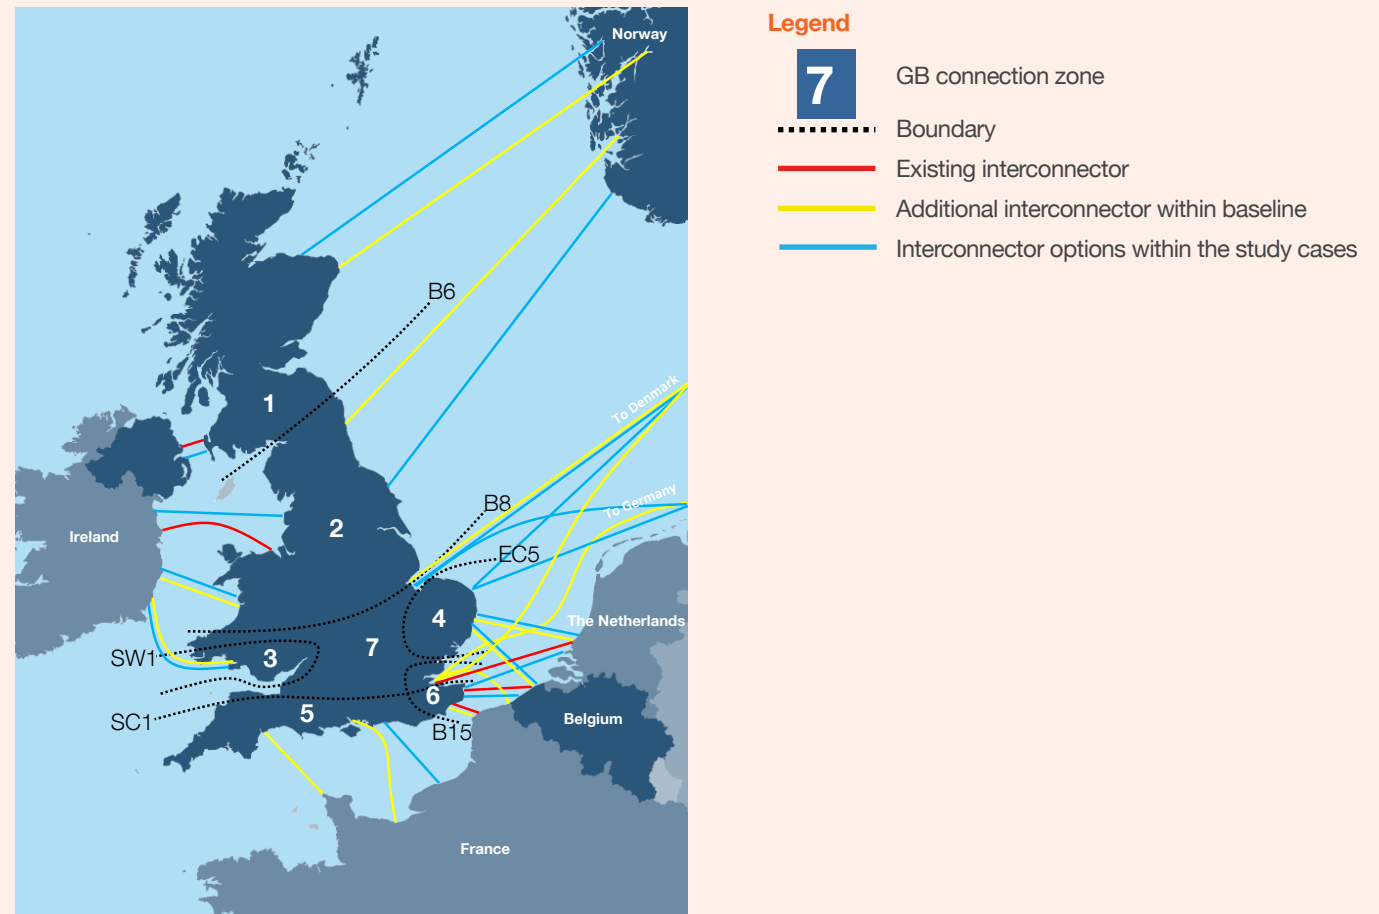 Norway
B6
1
To Denmark
B8
To Germany
2
Ireland
EC5
4
The Netherlands
7
SW1
3
6
SC1
5
Belgium
B15
France
Legend
7
GB connection zone
Boundary
Existing interconnector
Additional interconnector within baseline
Interconnector options within the study cases